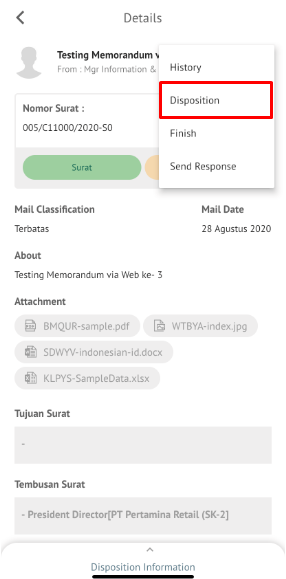 Details
Testing Memorandum v
From : Mgr Information &
History
Disposition
Finish
Send Response
Nomor Surat :
005/C11000/2020-S0
Surat
Mail Classification
Mail Date
Terbatas
28 Agustus 2020
About
Testing Memorandum via Web ke- 3
Attachment
BMQUR-sample.pdf
WTBYA-index.jpg
SDWYV-indonesian-id.docx
KLPYS-SampleData.xlsx
Tujuan Surat
-
Tembusan Surat
- President Director[PT Pertamina Retail (SK-2]
Disposition Information